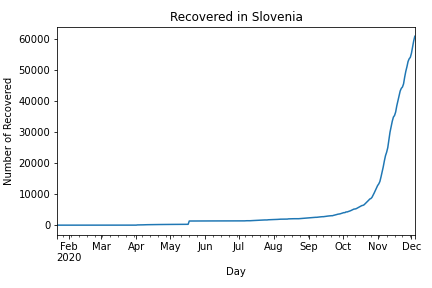 Recovered in Slovenia
Number of Recovered
60000
50000
40000
30000
20000
10000
0
Feb Mar Apr May Jun Jul Aug Sep Oct Nov Dec
2020
Day